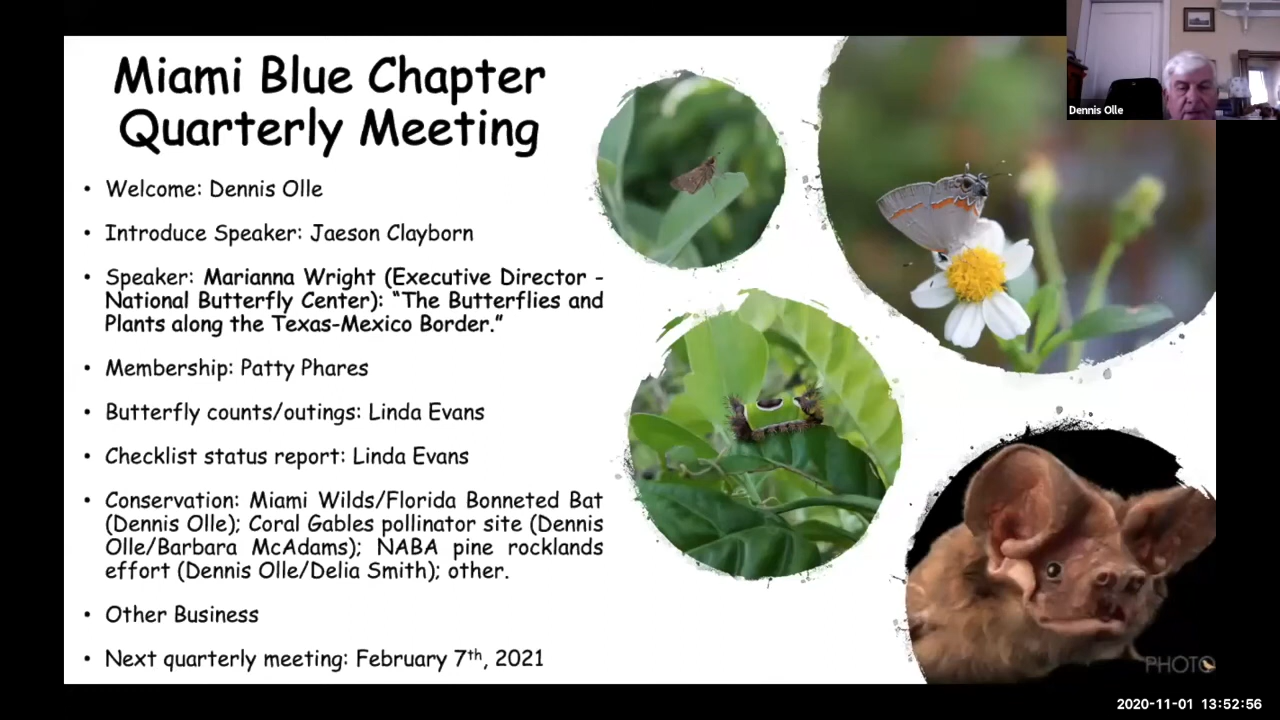 Miami Blue Chapter
Quarterly Meeting
• Welcome: Dennis Olle
• Introduce Speaker: Jaeson Clayborn
• Speaker: Marianna Wright (Executive Director -
National Butterfly Center): “The Butterflies and
Plants along the Texas-Mexico Border.”
• Membership: Patty Phares
• Butterfly counts/outings: Linda Evans
• Checklist status report: Linda Evans
• Conservation: Miami Wilds/Florida Bonneted Bat
(Dennis Olle); Coral Gables pollinator site (Dennis
Olle/Barbara McAdams); NABA pine rocklands
effort (Dennis Olle/Delia Smith); other.
• Other Business
• Next quarterly meeting: February 7th, 2021
Dennis Olle
PHOTO
2020-11-01 13:52:56